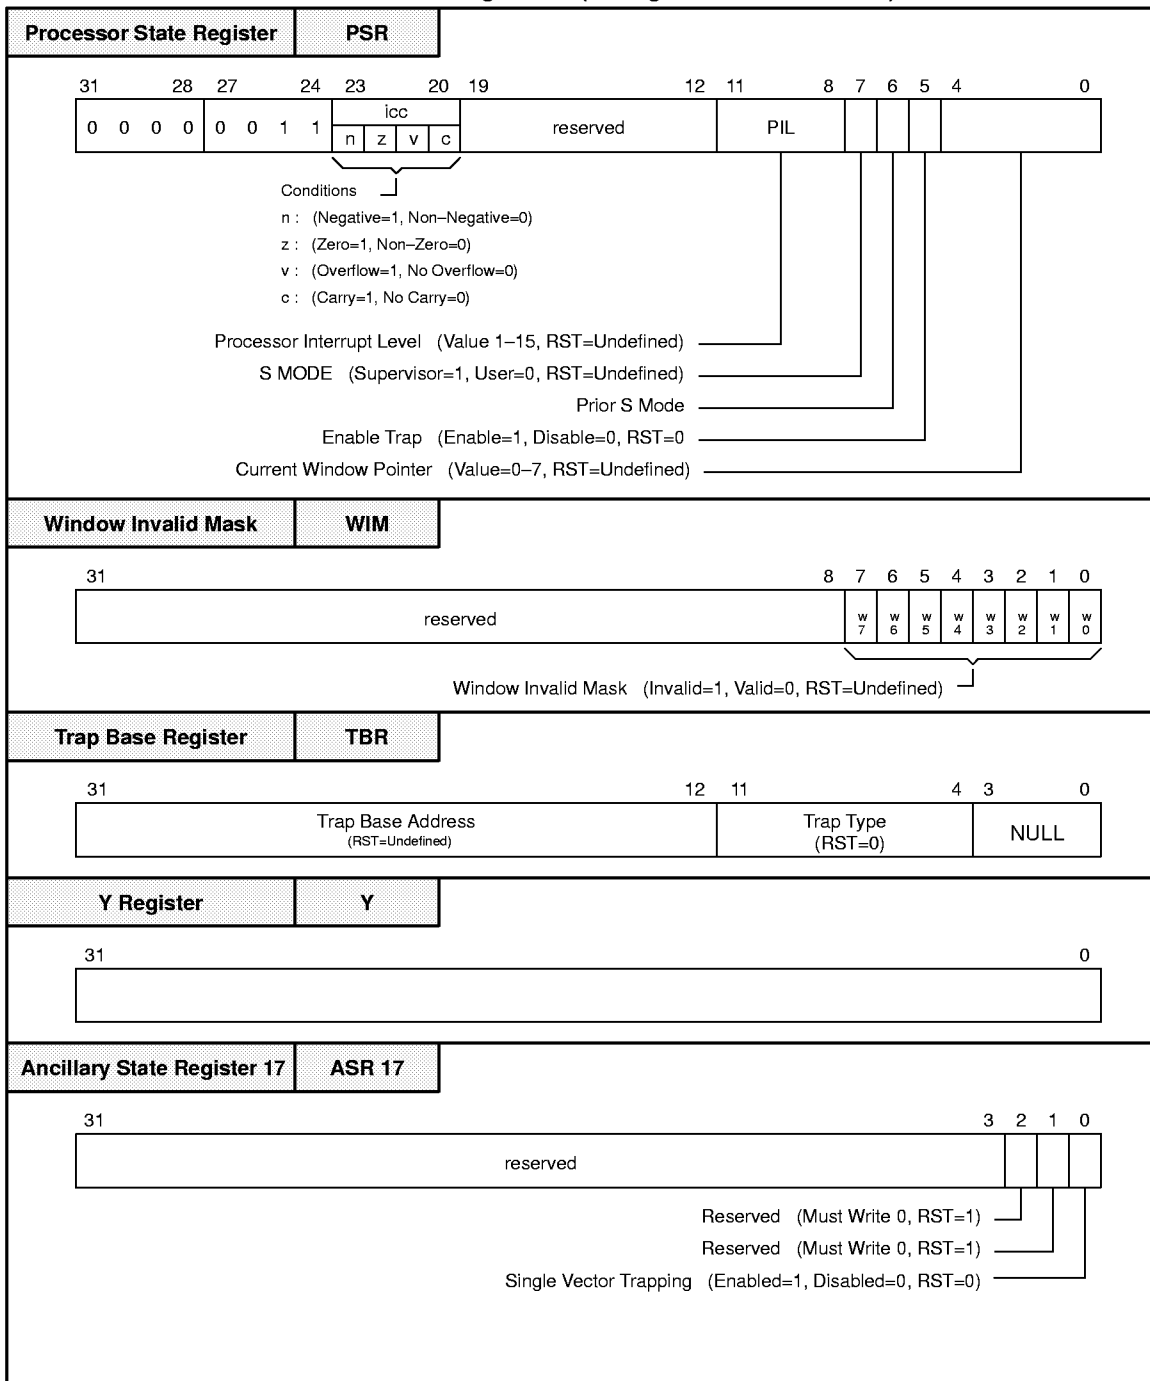 Processor State Register PSR
31 28 27 24 23 20 19 12 11 8 7 6 5 4 0
icc
0 0 0 0 0 0 1 1 n z v c reserved PIL
Conditions
n : (Negative=1, Non–Negative=0)
z : (Zero=1, Non–Zero=0)
v : (Overflow=1, No Overflow=0)
c : (Carry=1, No Carry=0)
Processor Interrupt Level (Value 1–15, RST=Undefined)
S MODE (Supervisor=1, User=0, RST=Undefined)
Prior S Mode
Enable Trap (Enable=1, Disable=0, RST=0
Current Window Pointer (Value=0–7, RST=Undefined)
Window Invalid Mask WIM
31 8 7 6 5 4 3 2 1 0
reserved w7 w6 w5 w4 w3 w2 w1 w0
Window Invalid Mask (Invalid=1, Valid=0, RST=Undefined)
Trap Base Register TBR
31 12 11 4 3 0
Trap Base Address Trap Type NULL
(RST=Undefined) (RST=0)
Y Register Y
31 0
Ancillary State Register 17 ASR 17
31 3 2 1 0
reserved
Reserved (Must Write 0, RST=1)
Reserved (Must Write 0, RST=1)
Single Vector Trapping (Enabled=1, Disabled=0, RST=0)